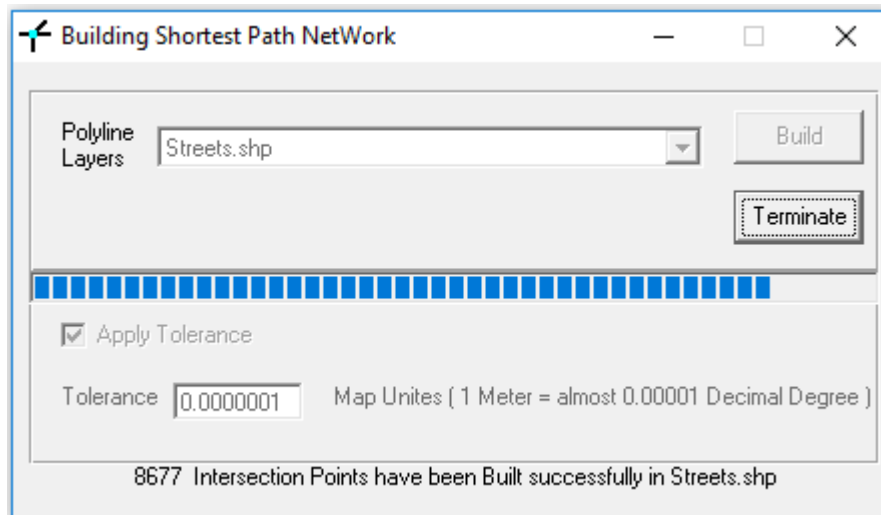 Building Shortest Path NetWork
Polyline
Layers
Streets.shp
Build
Terminate
Apply Tolerance
Tolerance 0.0000001 Map Unites ( 1 Meter = almost 0.00001 Decimal Degree )
8677 Intersection Points have been Built successfully in Streets.shp